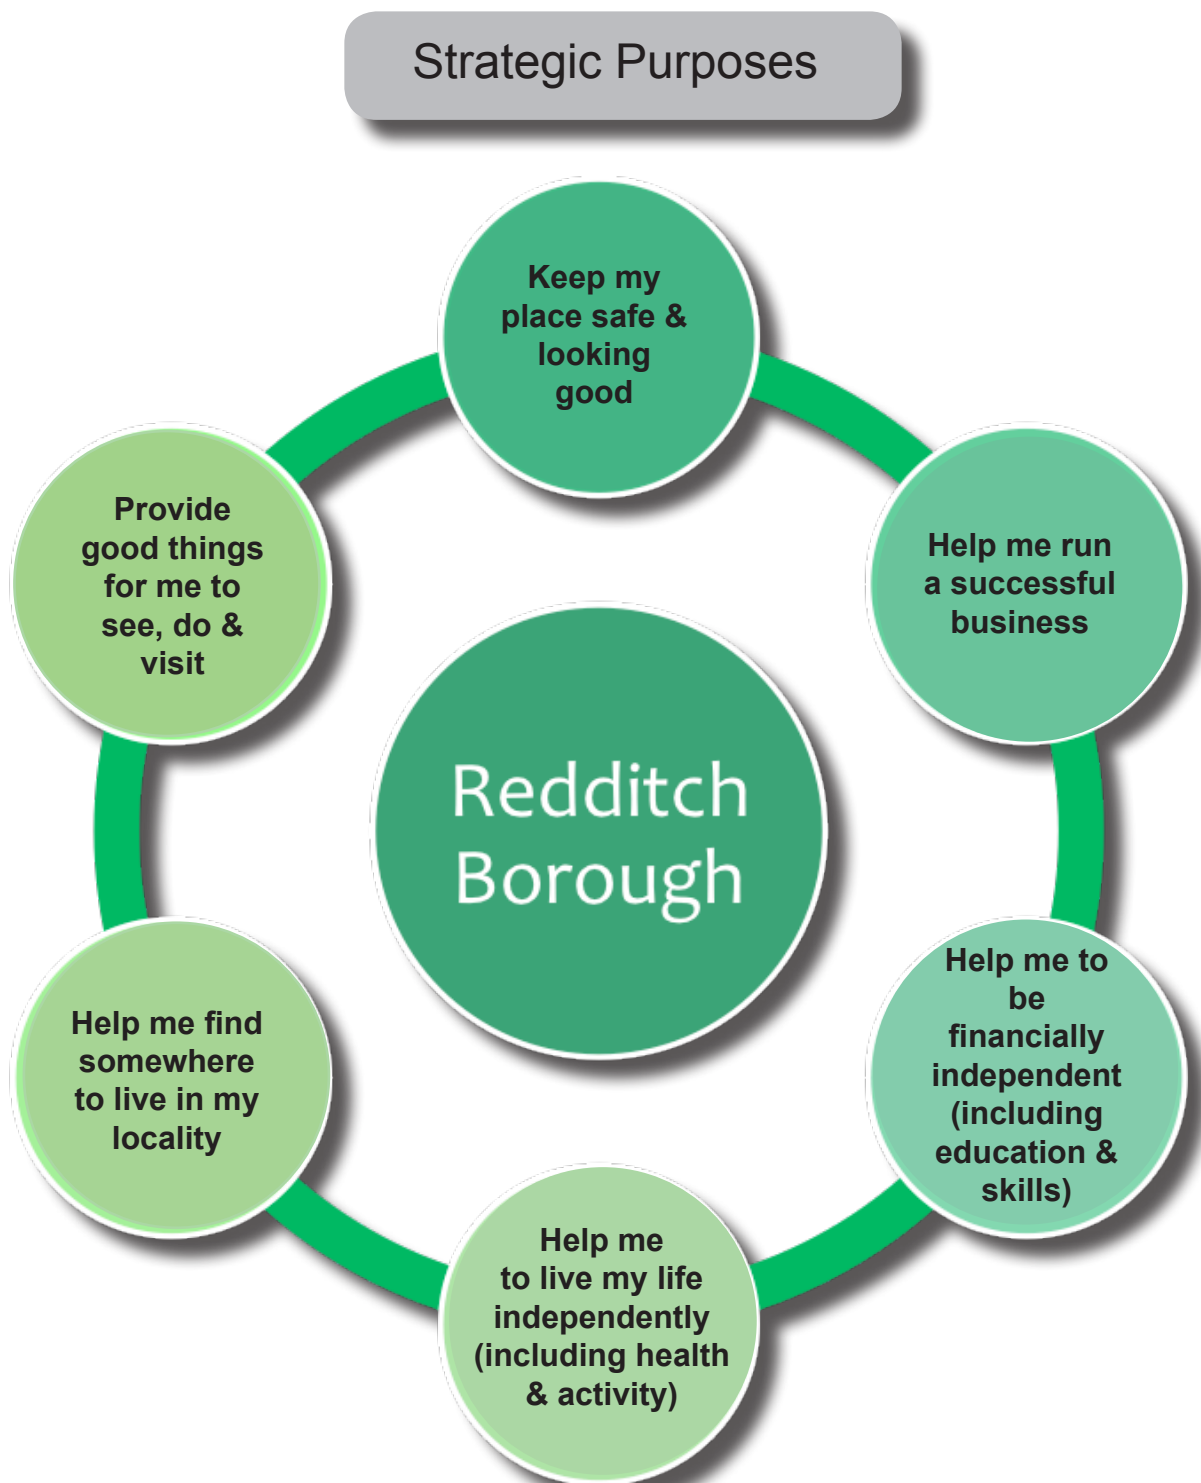 Strategic Purposes
Keep my
place safe &
looking
good
Help me run
a successful
business
Help me to
be
financially
independent
(including
education &
skills)
Help me
to live my life
independently
(including health
& activity)
Help me find
somewhere
to live in my
locality
Provide
good things
for me to
see, do &
visit
Redditch
Borough